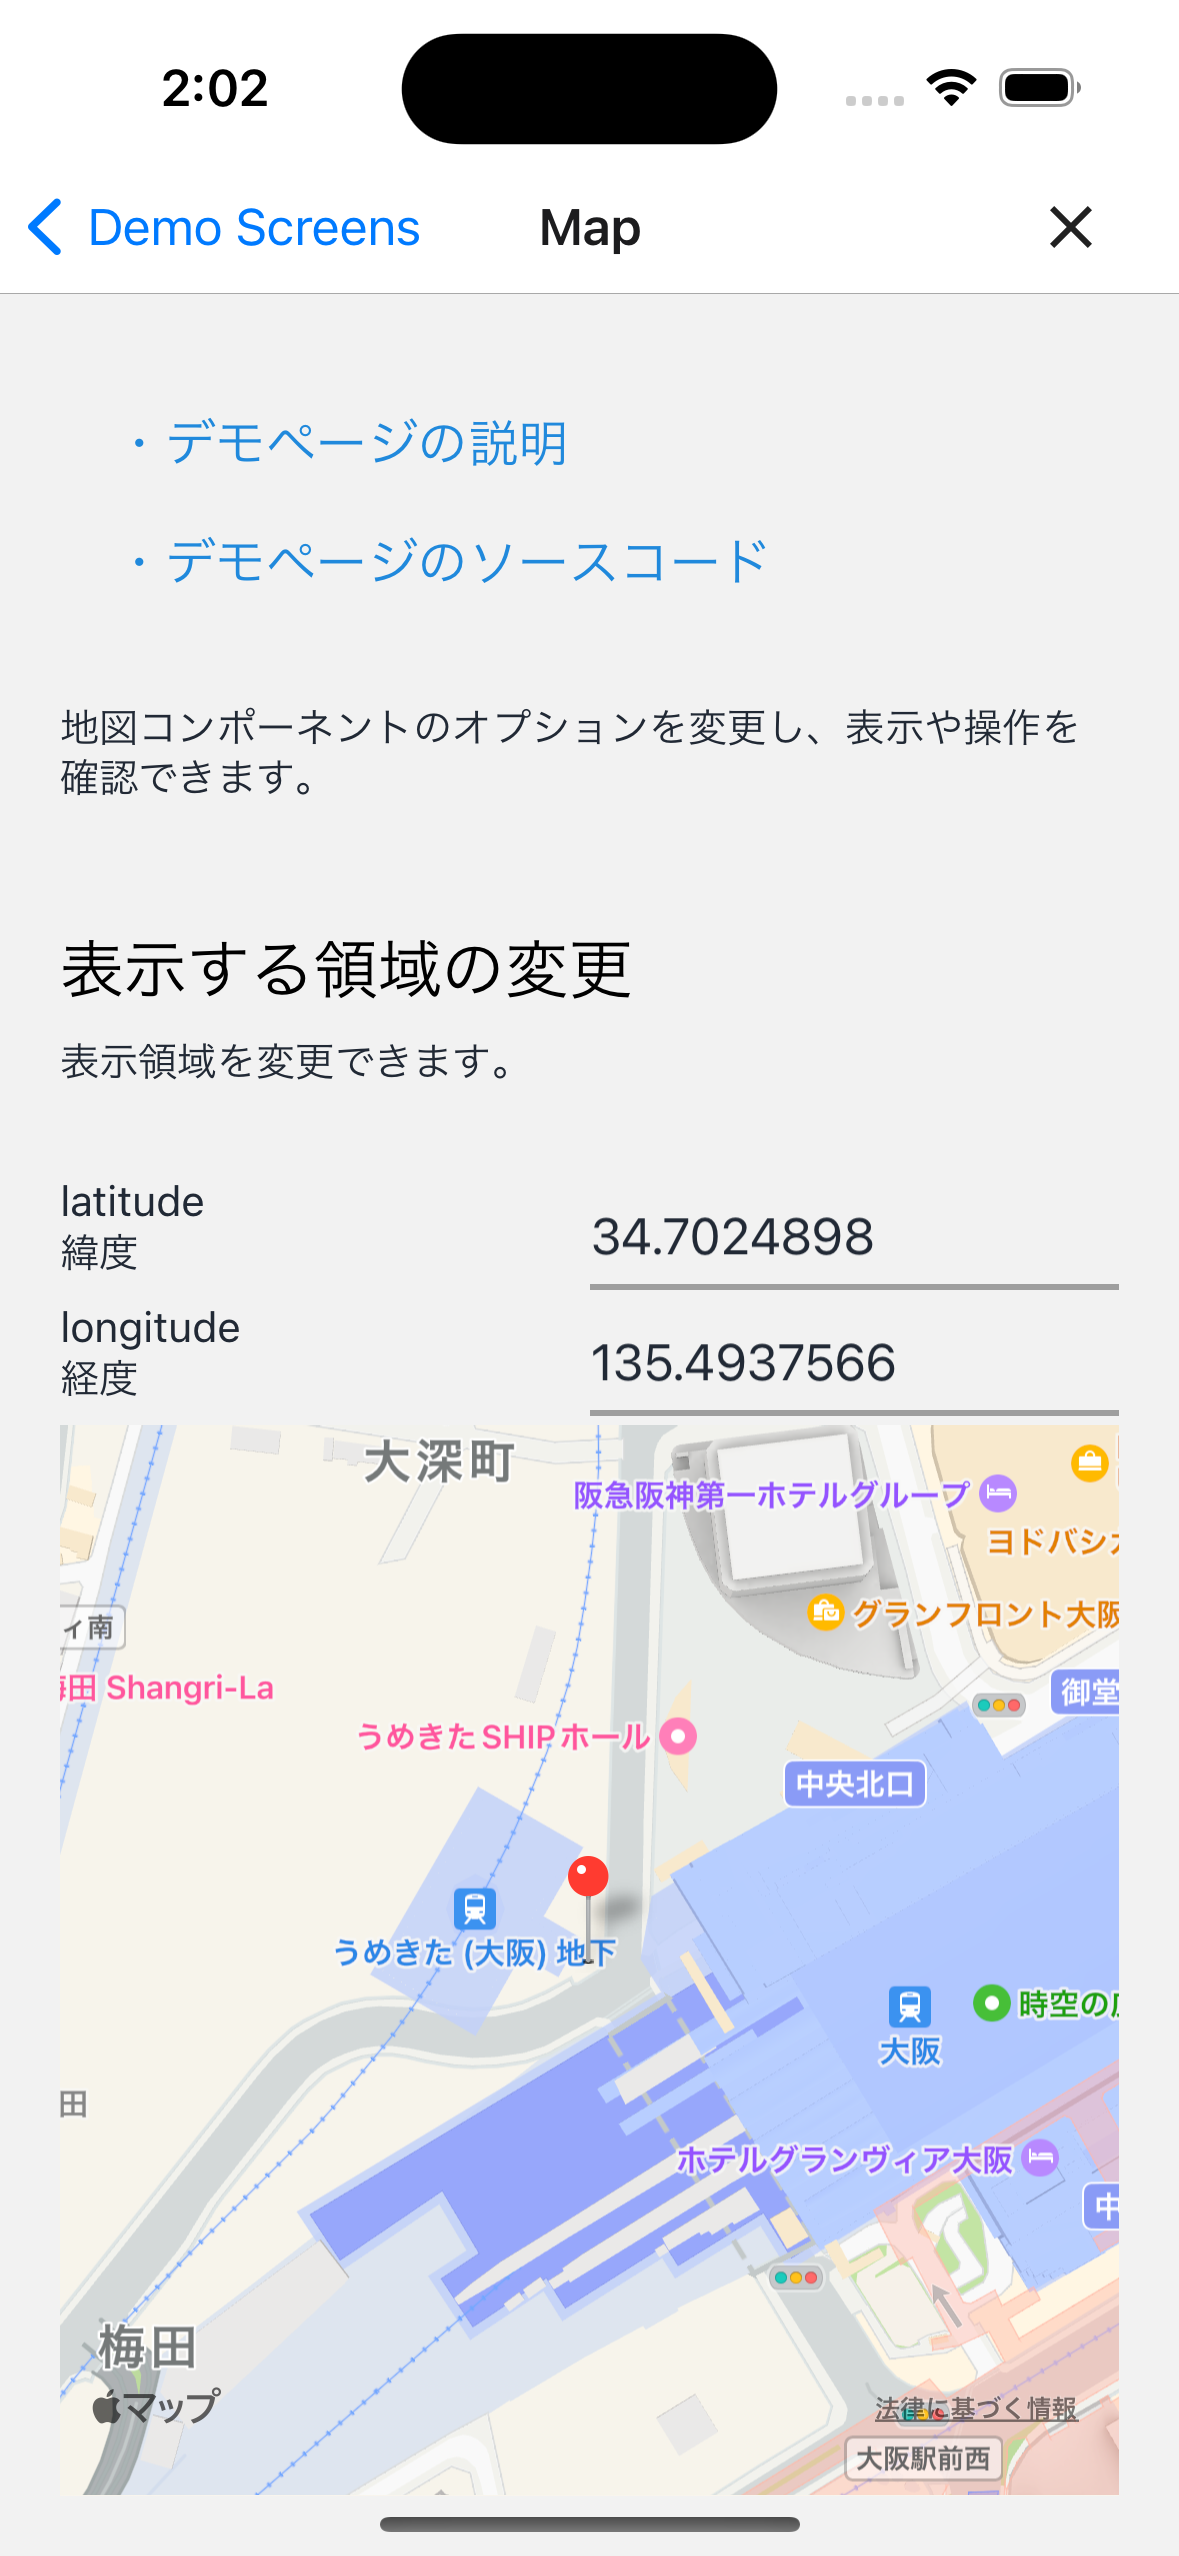 2:02
Demo Screens
Map
・デモページの説明
・デモページのソースコード
地図コンポーネントのオプションを変更し、表示や操作を
確認できます。
表示する領域の変更
表示領域を変更できます。
latitude
緯度
34.7024898
longitude
経度
135.4937566
大深町
阪急阪神第一ホテルグループ
ヨドバシカ
グランフロント大阪
ィ南
田 Shangri-La
御堂
うめきたSHIPホール
中央北口
うめきた (大阪) 地下
大阪
時空の
田
ホテルグランヴィア大阪
中
梅田
マップ
法律に基づく情報
大阪駅前西